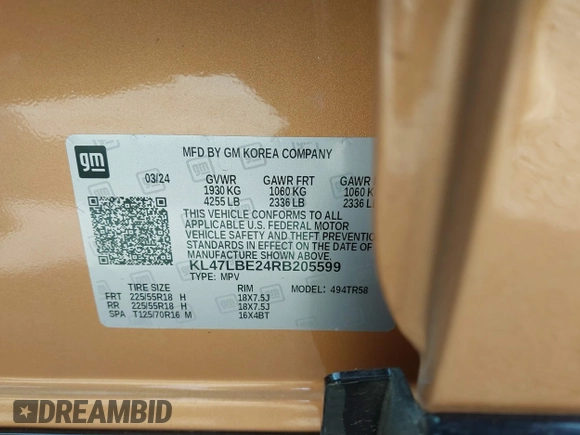 gm
MFD BY GM KOREA COMPANY
03/24 GVWR GAWR FRT GAWR
1930 KG 1060 KG 1060 KG
4255 LB 2336 LB 2336 LB
THIS VEHICLE CONFORMS TO ALL
APPLICABLE U.S. FEDERAL MOTOR
VEHICLE SAFETY AND THEFT PREVENTION
STANDARDS IN EFFECT ON THE DATE OF
MANUFACTURE SHOWN ABOVE.
KL47LBE24RB205599
TYPE: MPV
TIRE SIZE RIM MODEL: 494TR58
FRT 225/55R18 H 18X7.5J
RR 225/55R18 H 18X7.5J
SPA T125/70R16 M 16X4BT
DREAMBID